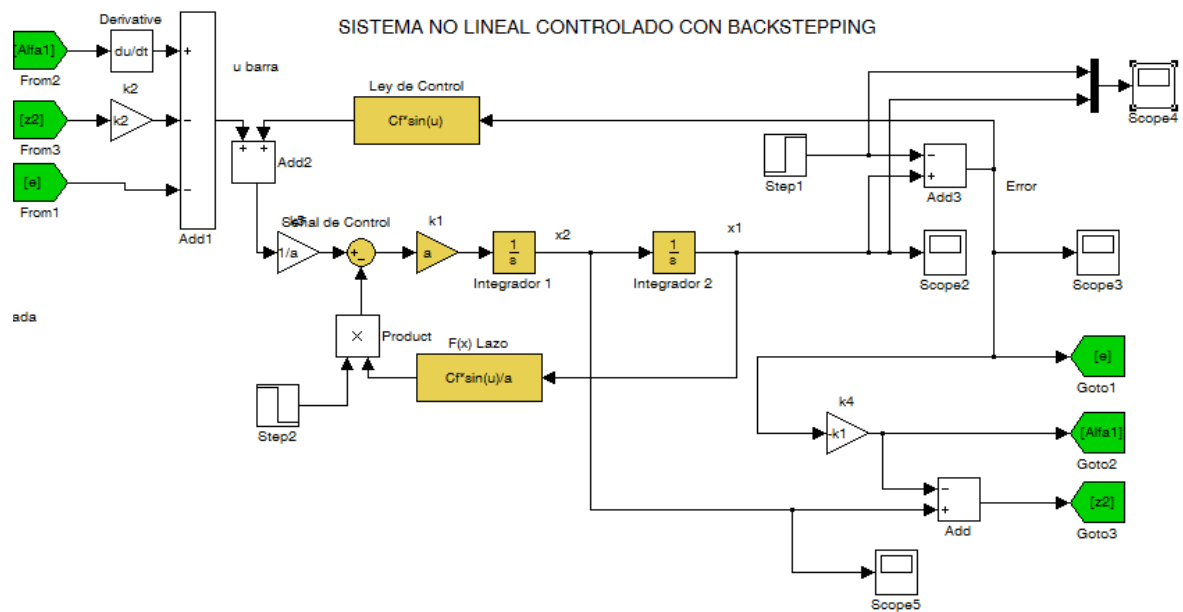 SISTEMA NO LINEAL CONTROLADO CON BACKSTEPPING
Derivative
[Alfa1]
du/dt
+
From2
k2
u barra
[z2]
k2
−
From3
[e]
−
From1
Add1
Ley de Control
Cf*sin(u)
+ +
Add2
Scope4
Step1
−
+
Add3
Error
Señal de Control
1/a
+
−
k1
a
1
s
Integrador 1
x2
1
s
Integrador 2
x1
Scope2
Scope3
ada
×
Product
F(x) Lazo
Cf*sin(u)/a
Step2
[e]
Goto1
k4
-k1
[Alfa1]
Goto2
−
+
Add
[z2]
Goto3
Scope5